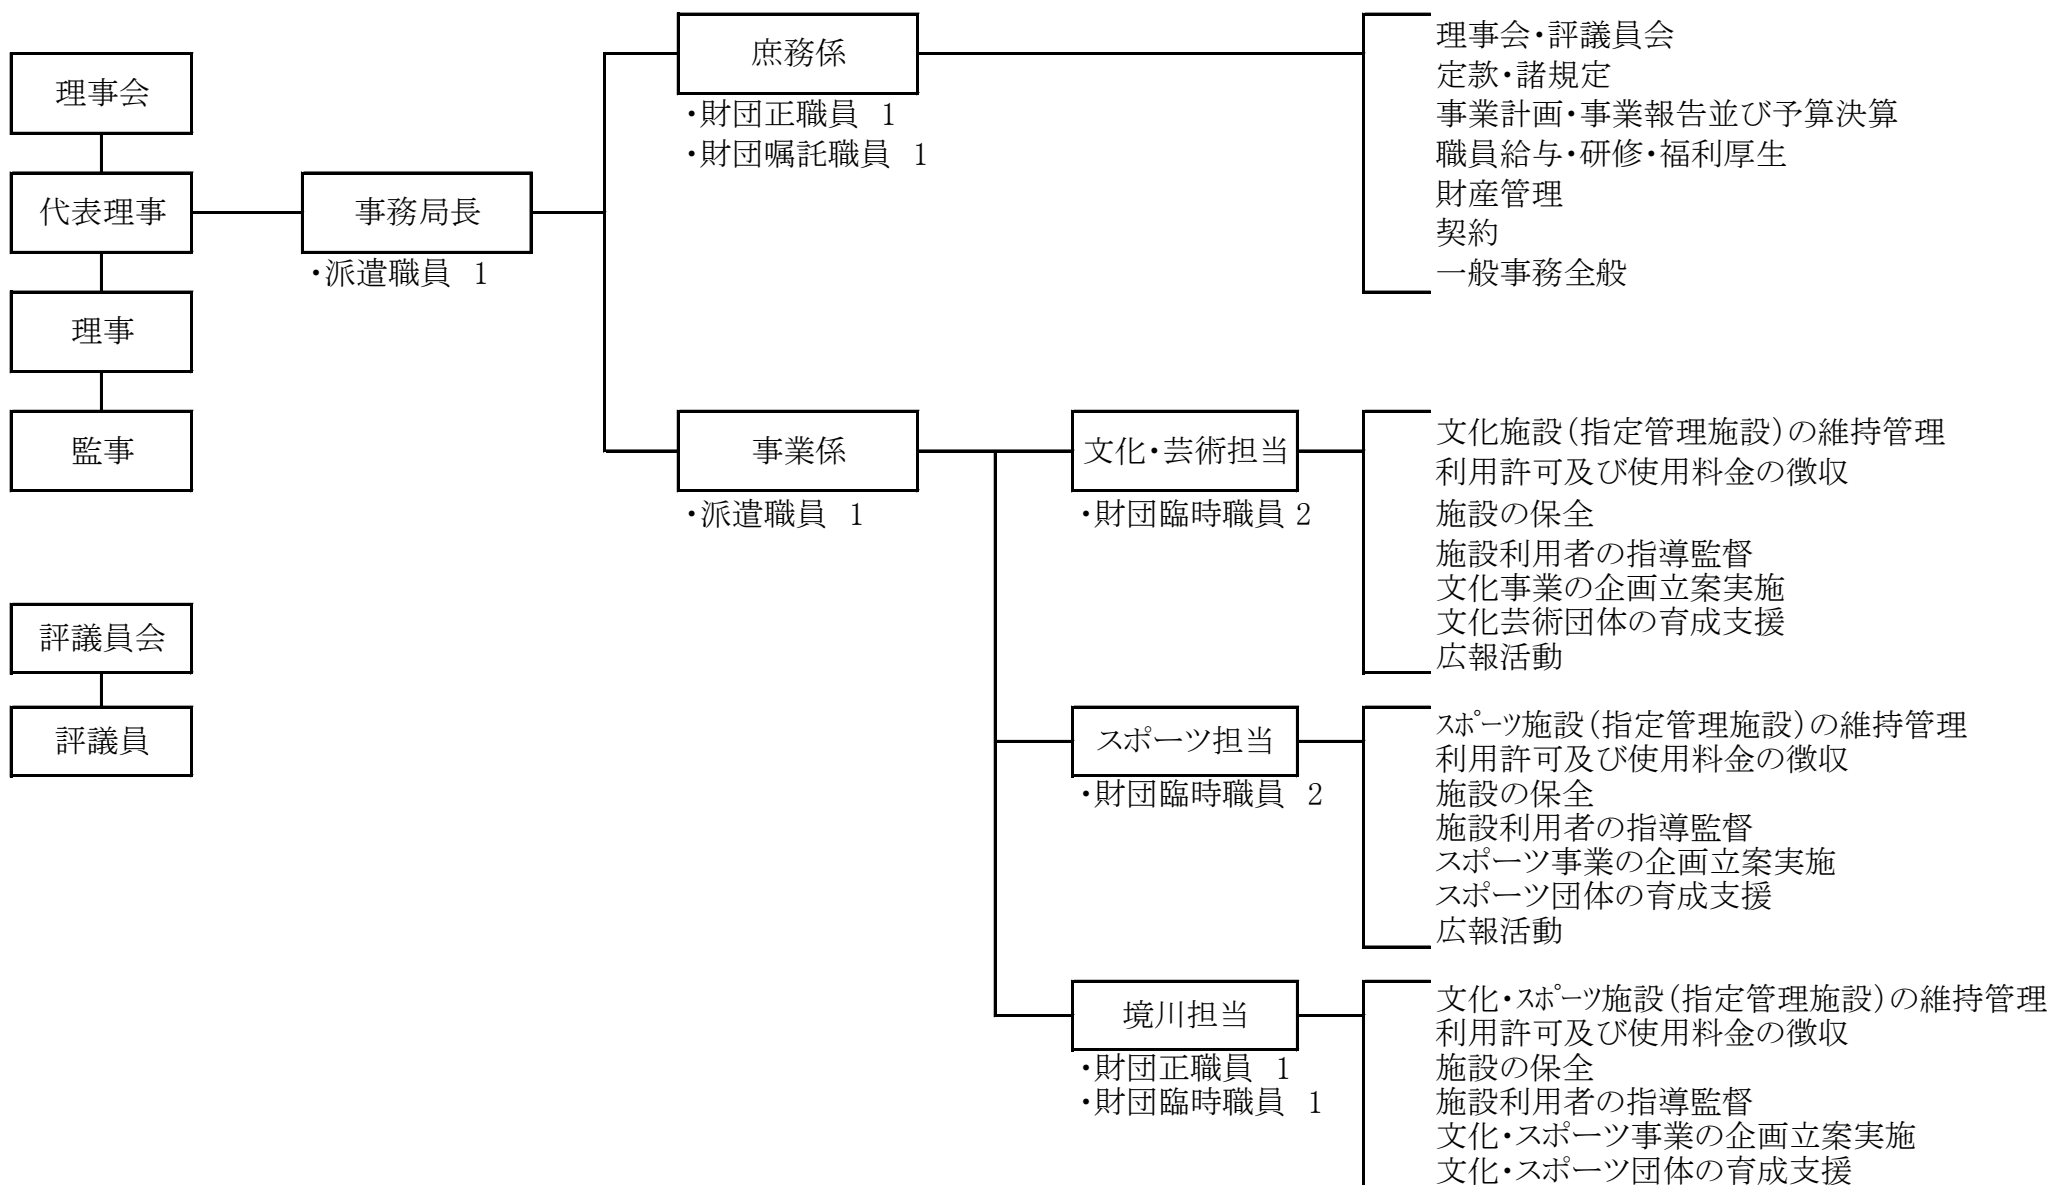 理事会
代表理事
理事
監事
評議員会
評議員
事務局長
・派遣職員 1
庶務係
・財団正職員 1
・財団嘱託職員 1
理事会・評議員会
定款・諸規定
事業計画・事業報告並び予算決算
職員給与・研修・福利厚生
財産管理
契約
一般事務全般
事業係
・派遣職員 1
文化・芸術担当
・財団臨時職員 2
文化施設(指定管理施設)の維持管理
利用許可及び使用料金の徴収
施設の保全
施設利用者の指導監督
文化事業の企画立案実施
文化芸術団体の育成支援
広報活動
スポーツ担当
・財団臨時職員 2
ｽﾎﾟｰﾂ施設(指定管理施設)の維持管理
利用許可及び使用料金の徴収
施設の保全
施設利用者の指導監督
スポーツ事業の企画立案実施
スポーツ団体の育成支援
広報活動
境川担当
・財団正職員 1
・財団臨時職員 1
文化・ｽﾎﾟｰﾂ施設(指定管理施設)の維持管理
利用許可及び使用料金の徴収
施設の保全
施設利用者の指導監督
文化・スポーツ事業の企画立案実施
文化・スポーツ団体の育成支援